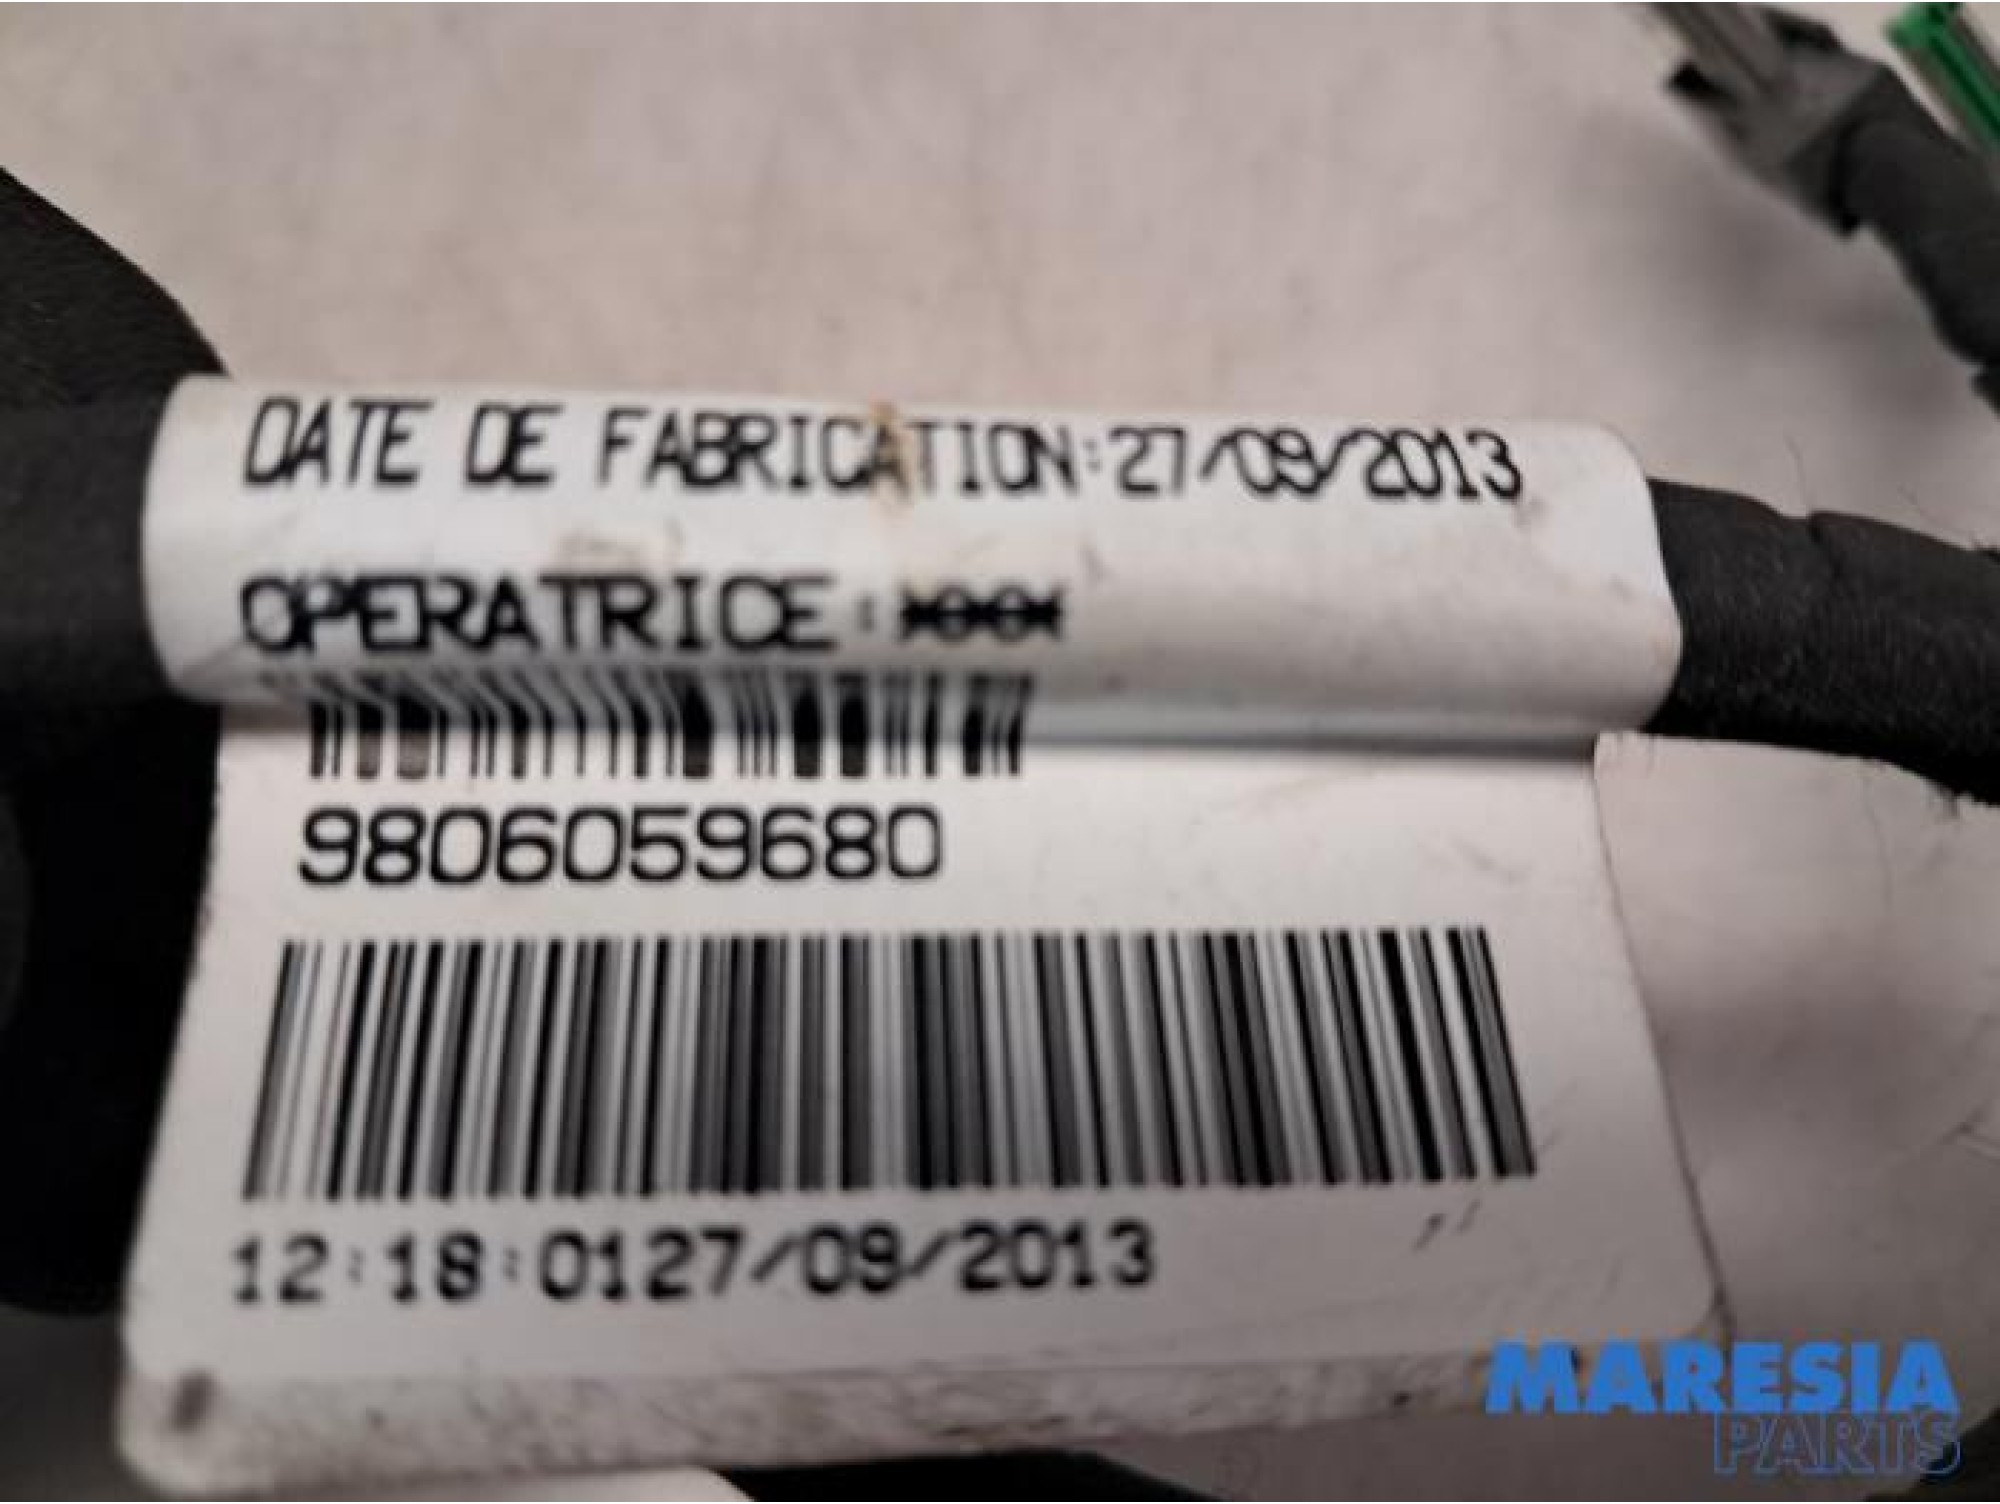 DATE DE FABRICATION:27/09/2013
OPERATRICE:
9806059680
12:18:0127/09/2013
MARESIA
PARTS